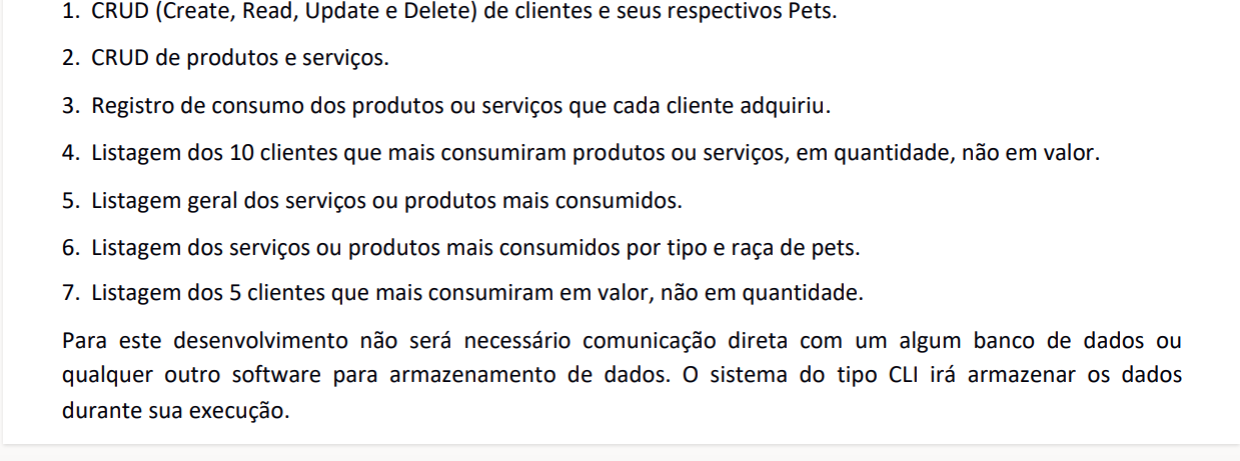 1. CRUD (Create, Read, Update e Delete) de clientes e seus respectivos Pets.
2. CRUD de produtos e serviços.
3. Registro de consumo dos produtos ou serviços que cada cliente adquiriu.
4. Listagem dos 10 clientes que mais consumiram produtos ou serviços, em quantidade, não em valor.
5. Listagem geral dos serviços ou produtos mais consumidos.
6. Listagem dos serviços ou produtos mais consumidos por tipo e raça de pets.
7. Listagem dos 5 clientes que mais consumiram em valor, não em quantidade.
Para este desenvolvimento não será necessário comunicação direta com um algum banco de dados ou
qualquer outro software para armazenamento de dados. O sistema do tipo CLI irá armazenar os dados
durante sua execução.